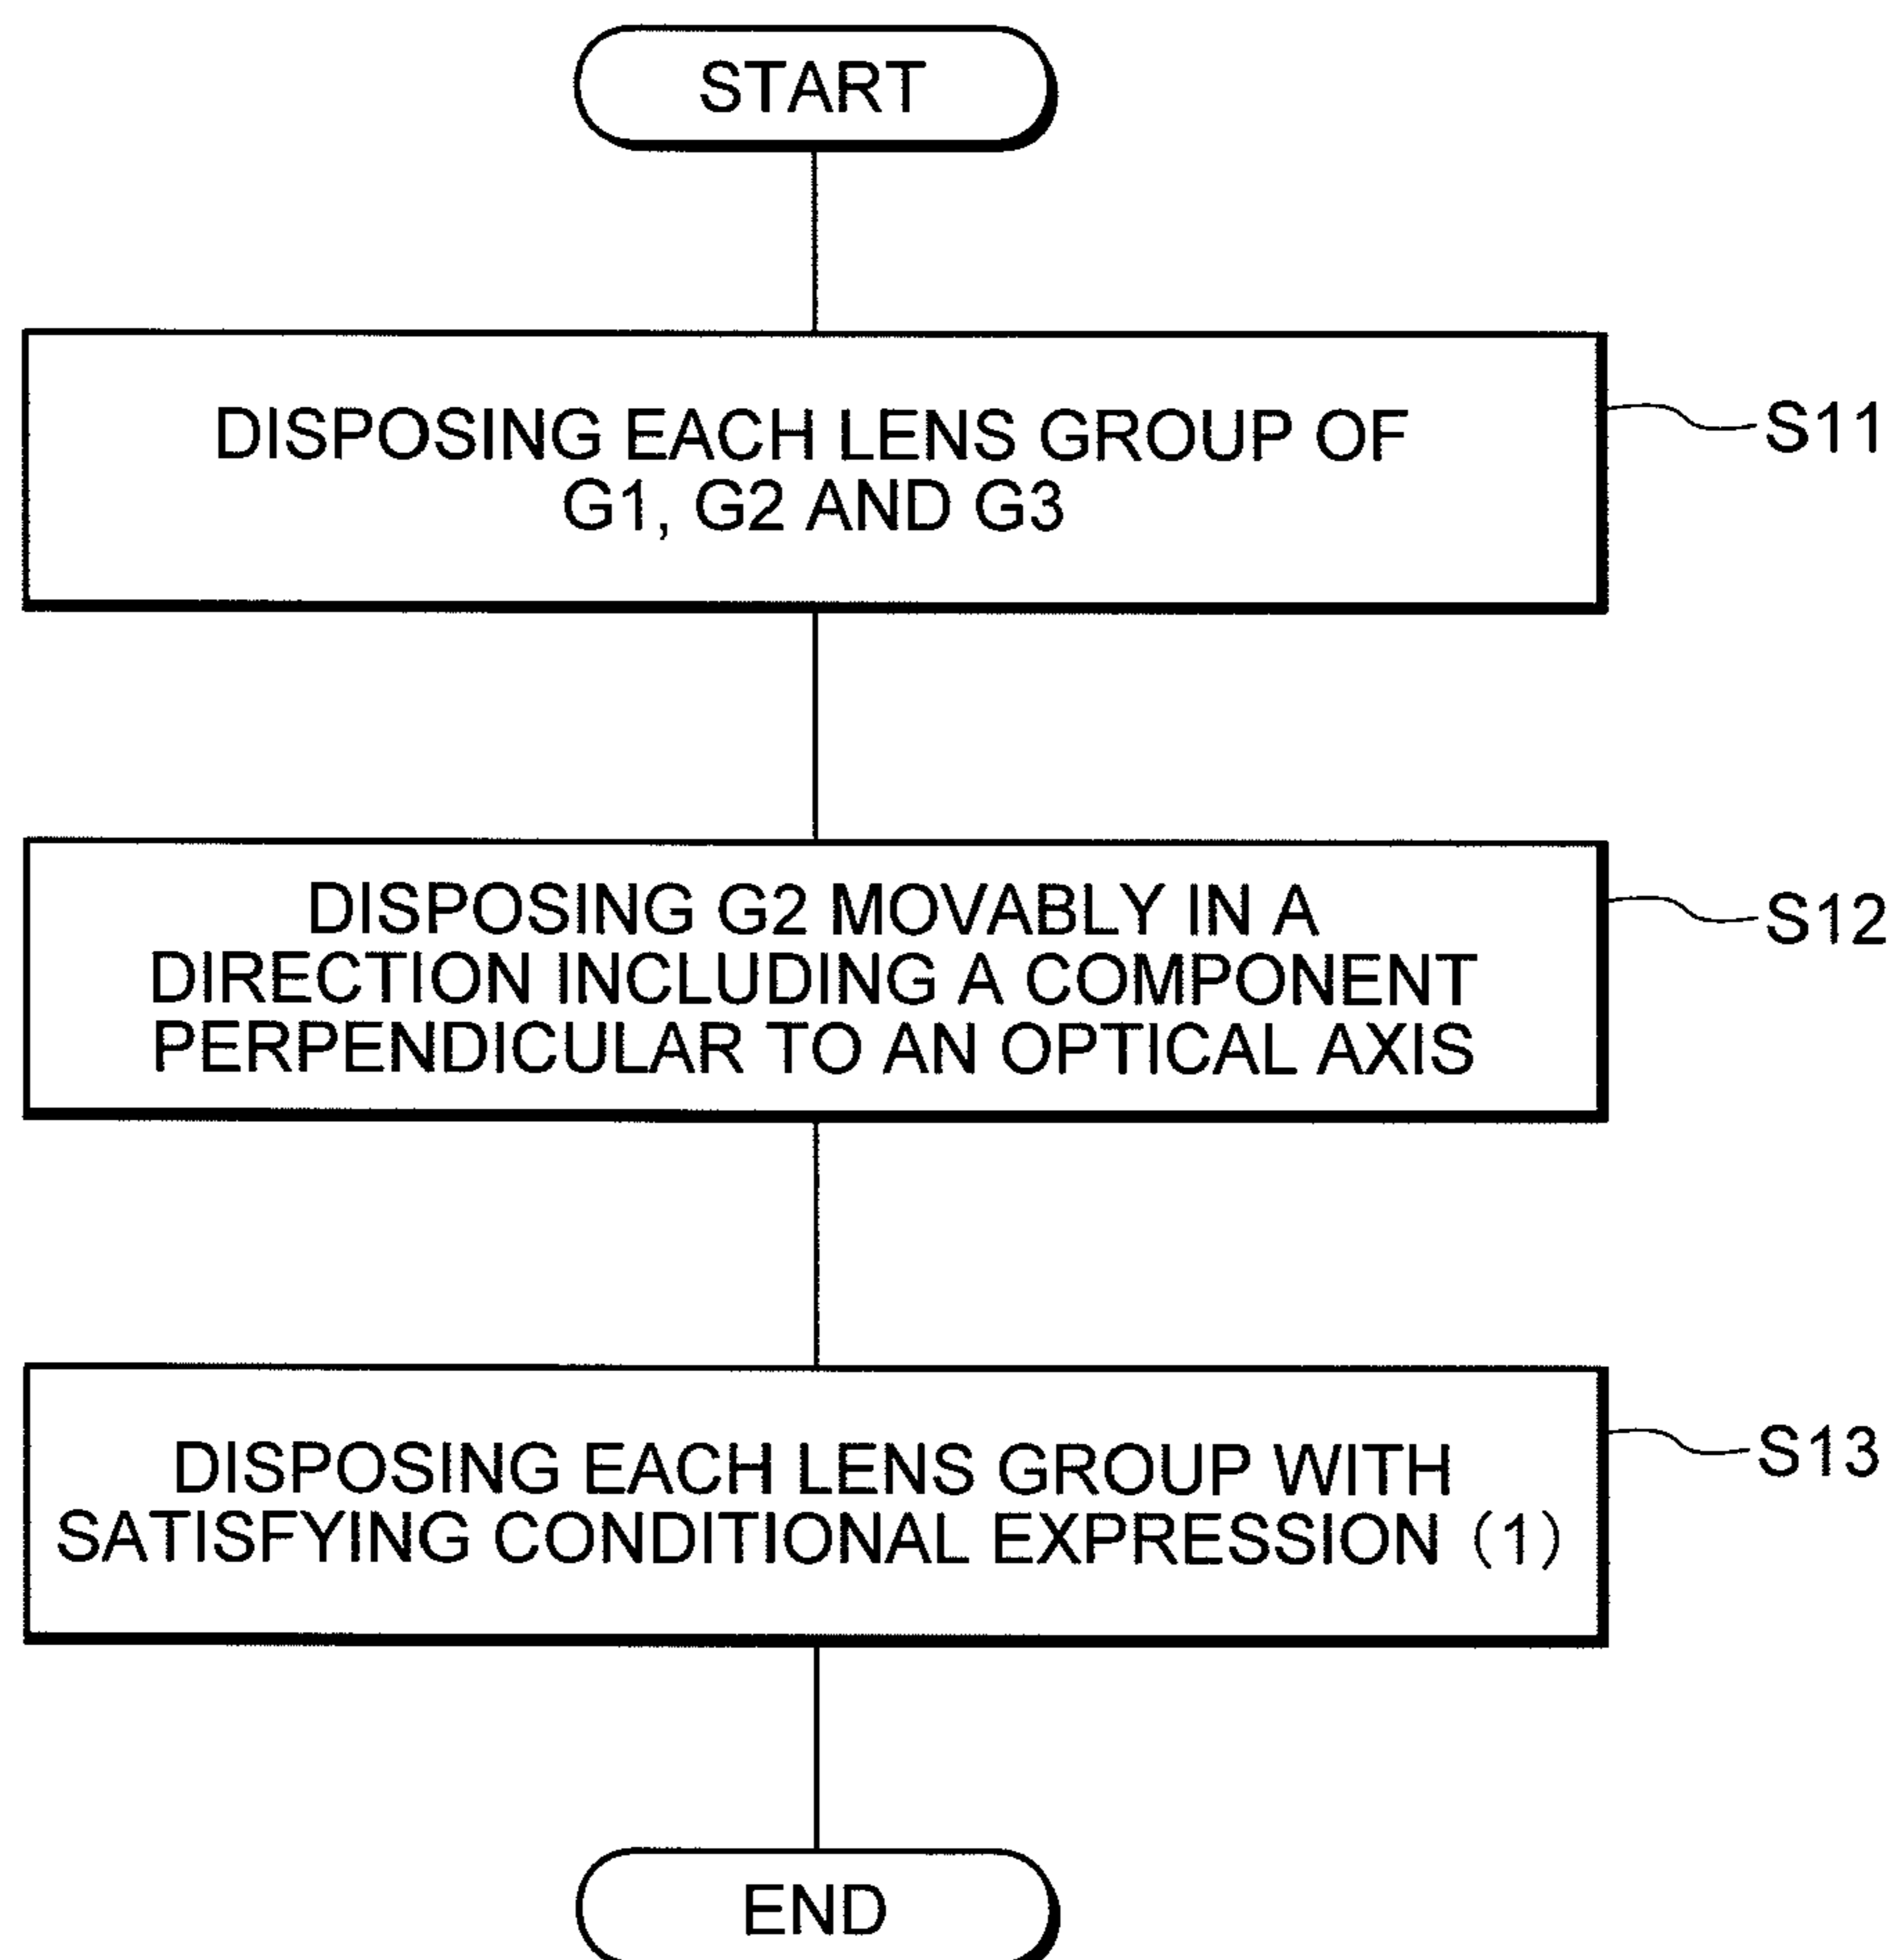 START
DISPOSING EACH LENS GROUP OF
G1, G2 AND G3
S11
DISPOSING G2 MOVABLY IN A
DIRECTION INCLUDING A COMPONENT
PERPENDICULAR TO AN OPTICAL AXIS
S12
DISPOSING EACH LENS GROUP WITH
SATISFYING CONDITIONAL EXPRESSION (1)
S13
END